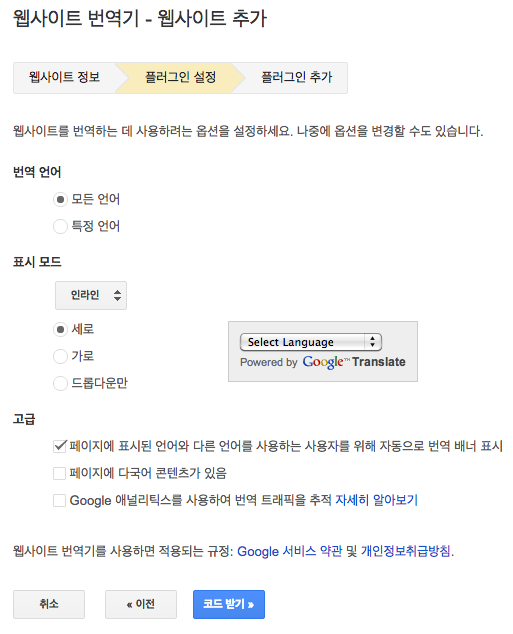 웹사이트 번역기 - 웹사이트 추가
웹사이트 정보 플러그인 설정 플러그인 추가
웹사이트를 번역하는 데 사용하려는 옵션을 설정하세요. 나중에 옵션을 변경할 수도 있습니다.
번역 언어
모든 언어
특정 언어
표시 모드
인라인
세로
가로
드롭다운만
Select Language
Powered by Google™ Translate
고급
페이지에 표시된 언어와 다른 언어를 사용하는 사용자를 위해 자동으로 번역 배너 표시
페이지에 다국어 콘텐츠가 있음
Google 애널리틱스를 사용하여 번역 트래픽을 추적 자세히 알아보기
웹사이트 번역기를 사용하면 적용되는 규정: Google 서비스 약관 및 개인정보취급방침.
취소 « 이전 코드 받기 »